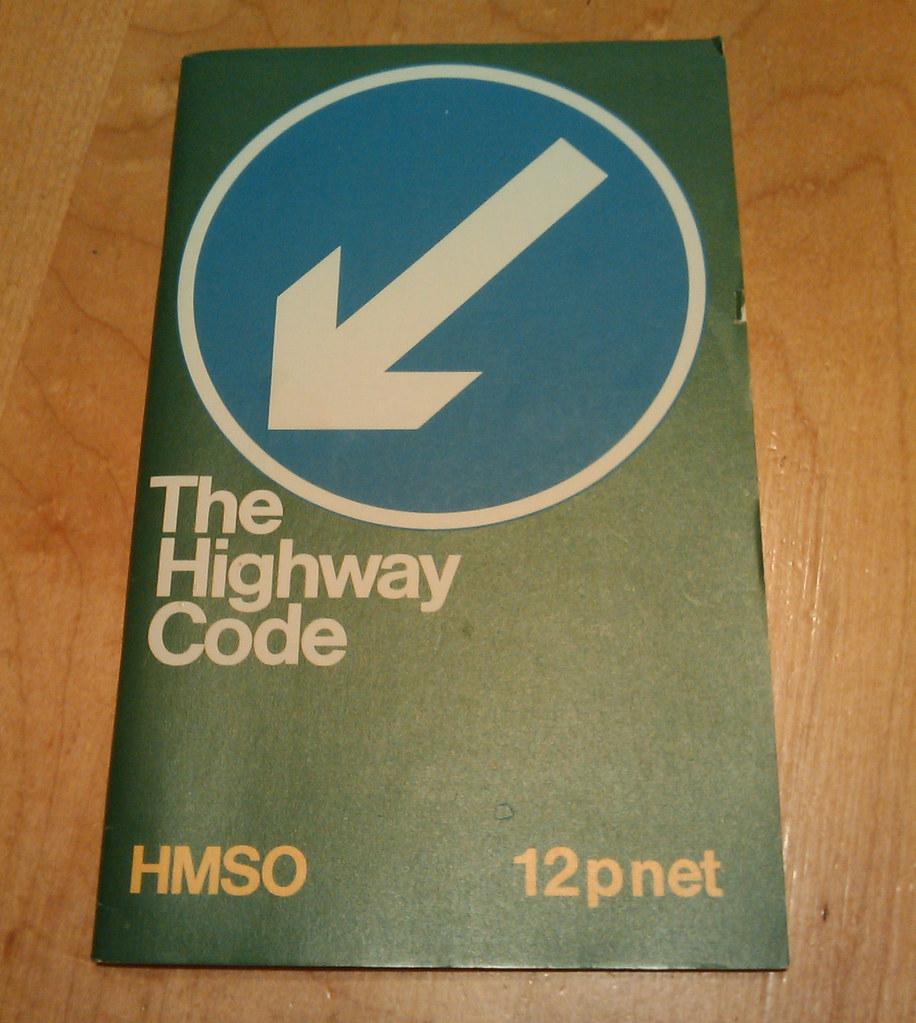 The
Highway
Code
HMSO
12p net